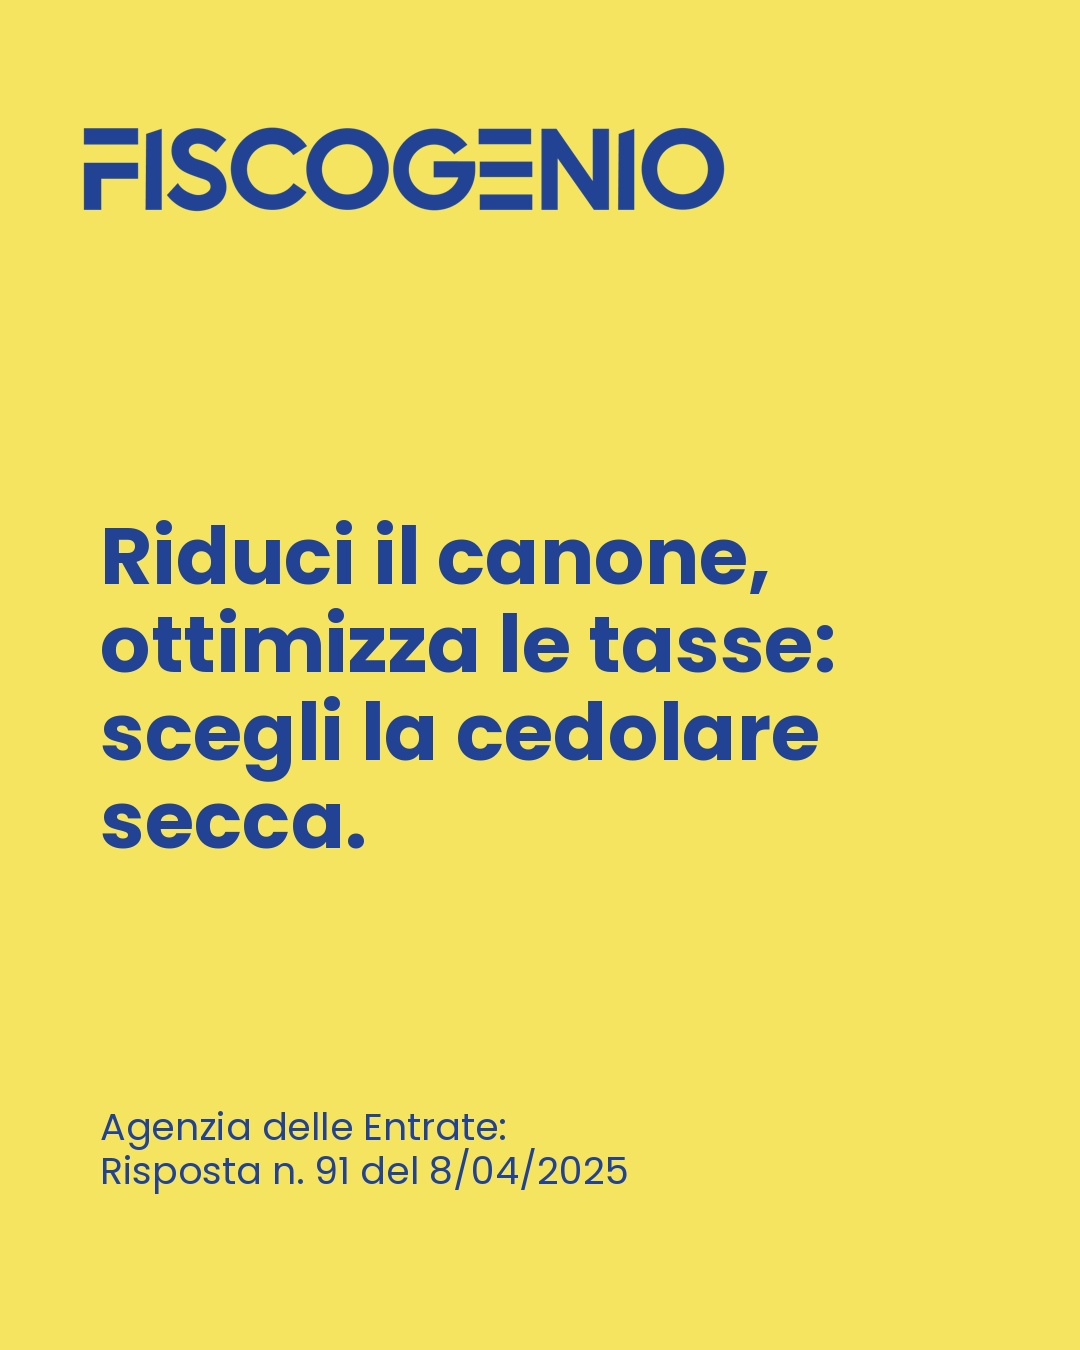 FISCOGENIO
Riduci il canone,
ottimizza le tasse:
scegli la cedolare
secca.
Agenzia delle Entrate:
Risposta n. 91 del 8/04/2025